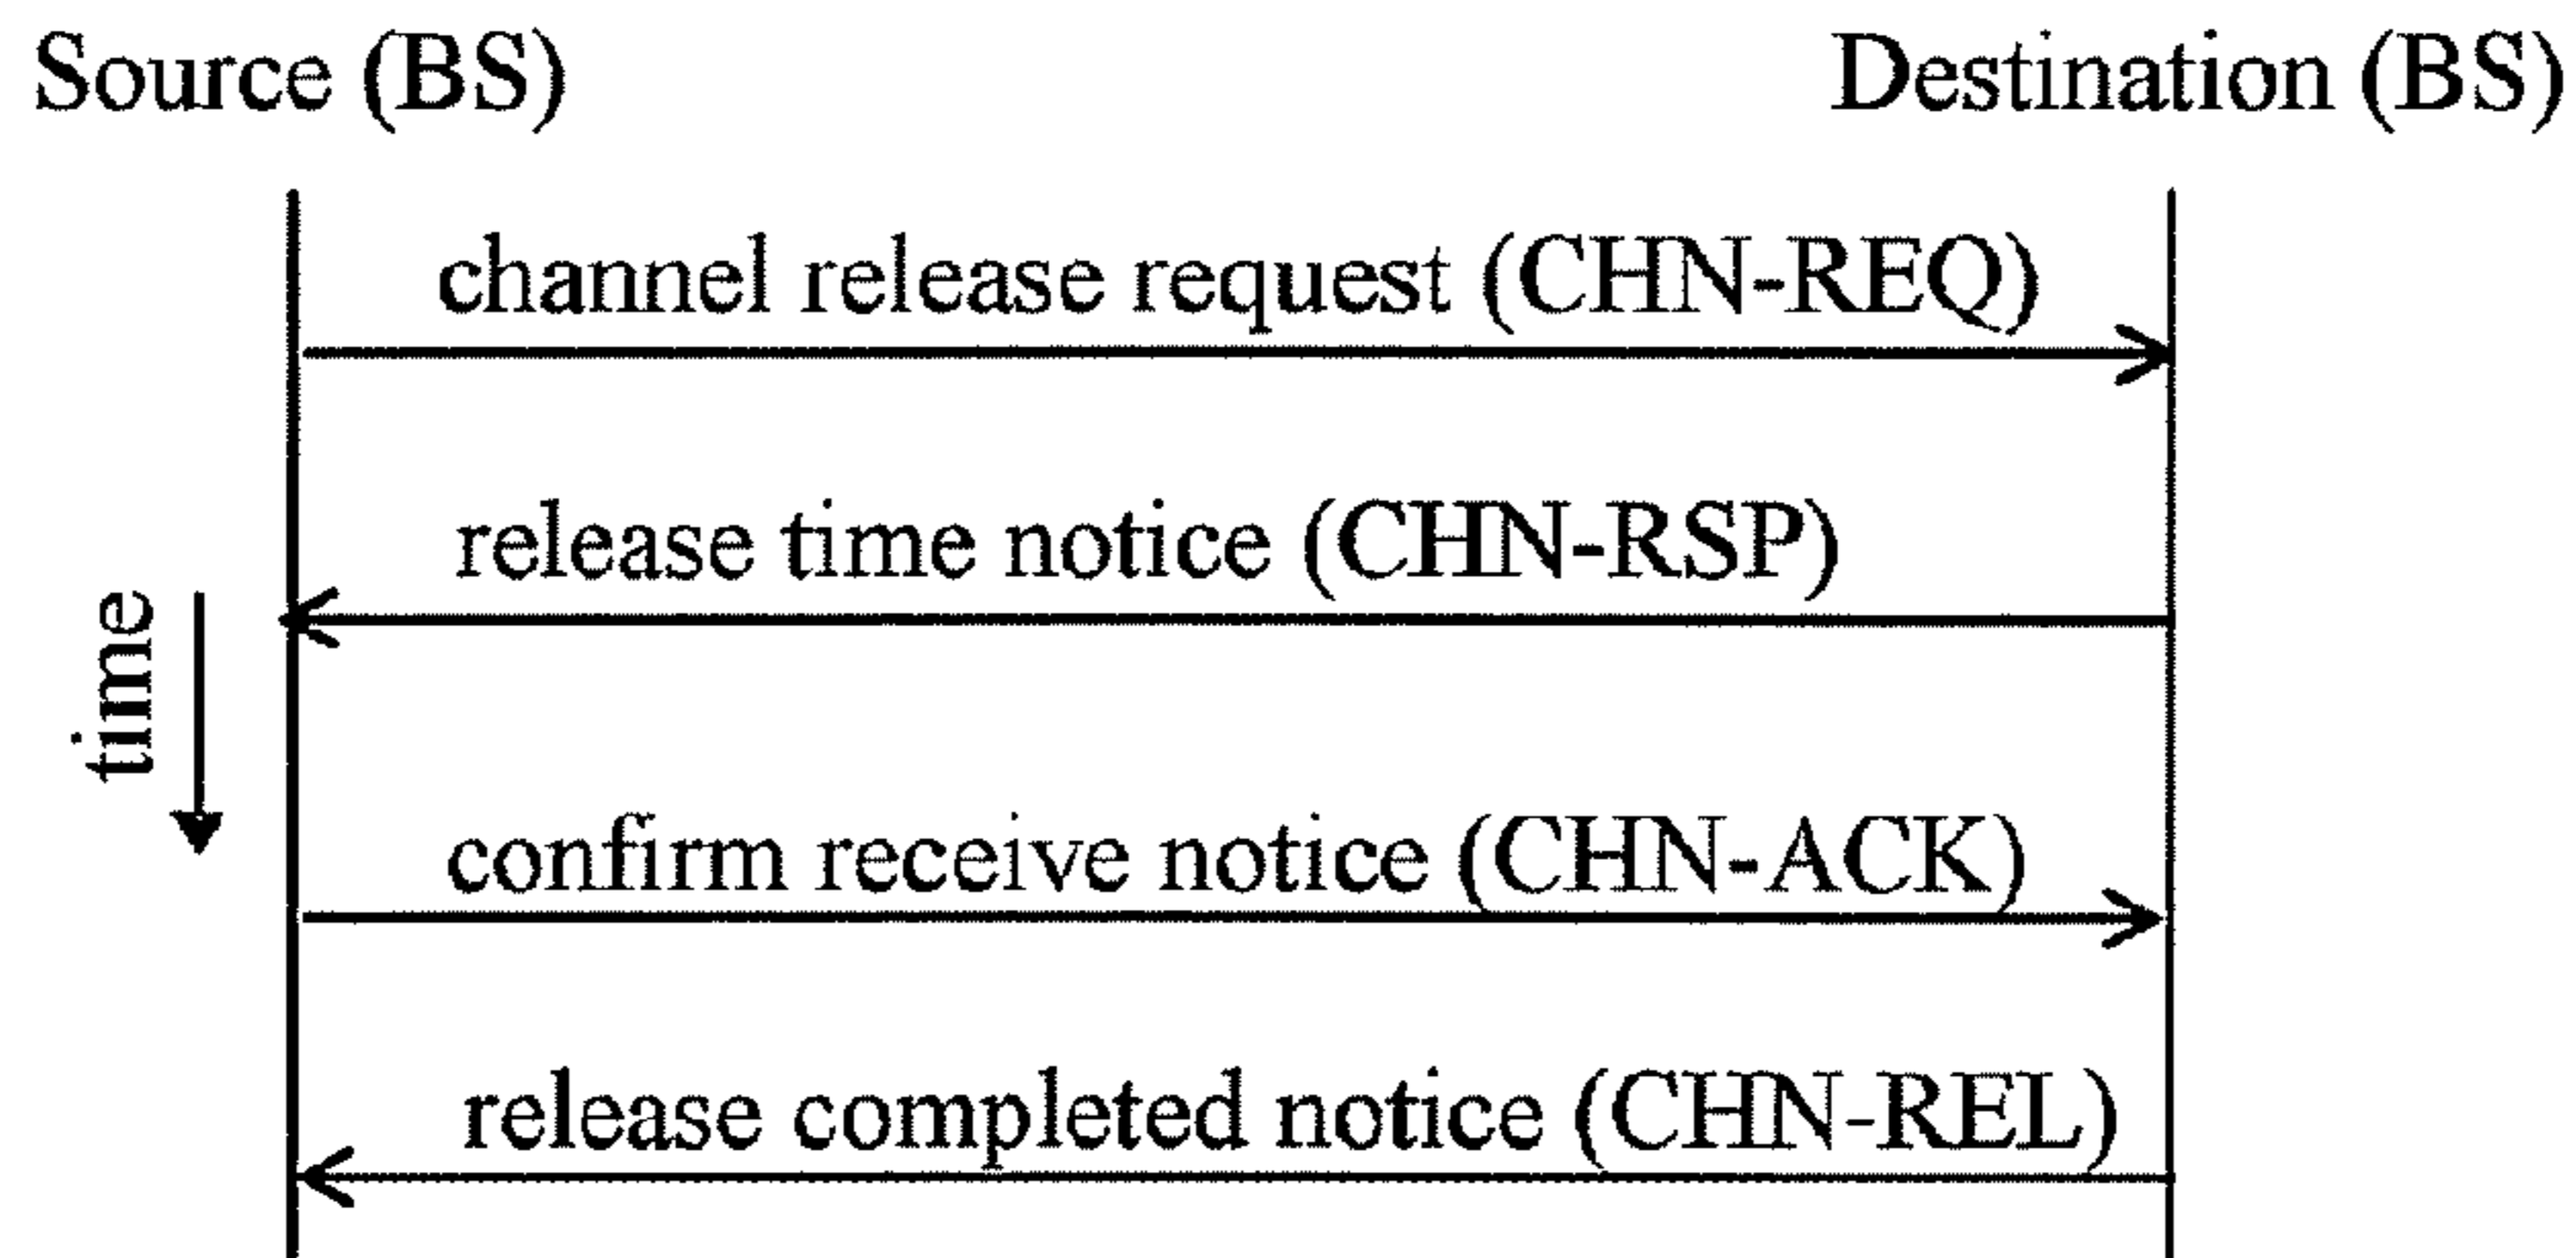 Source (BS)
Destination (BS)
channel release request (CHN-REQ)
release time notice (CHN-RSP)
time
confirm receive notice (CHN-ACK)
release completed notice (CHN-REL)